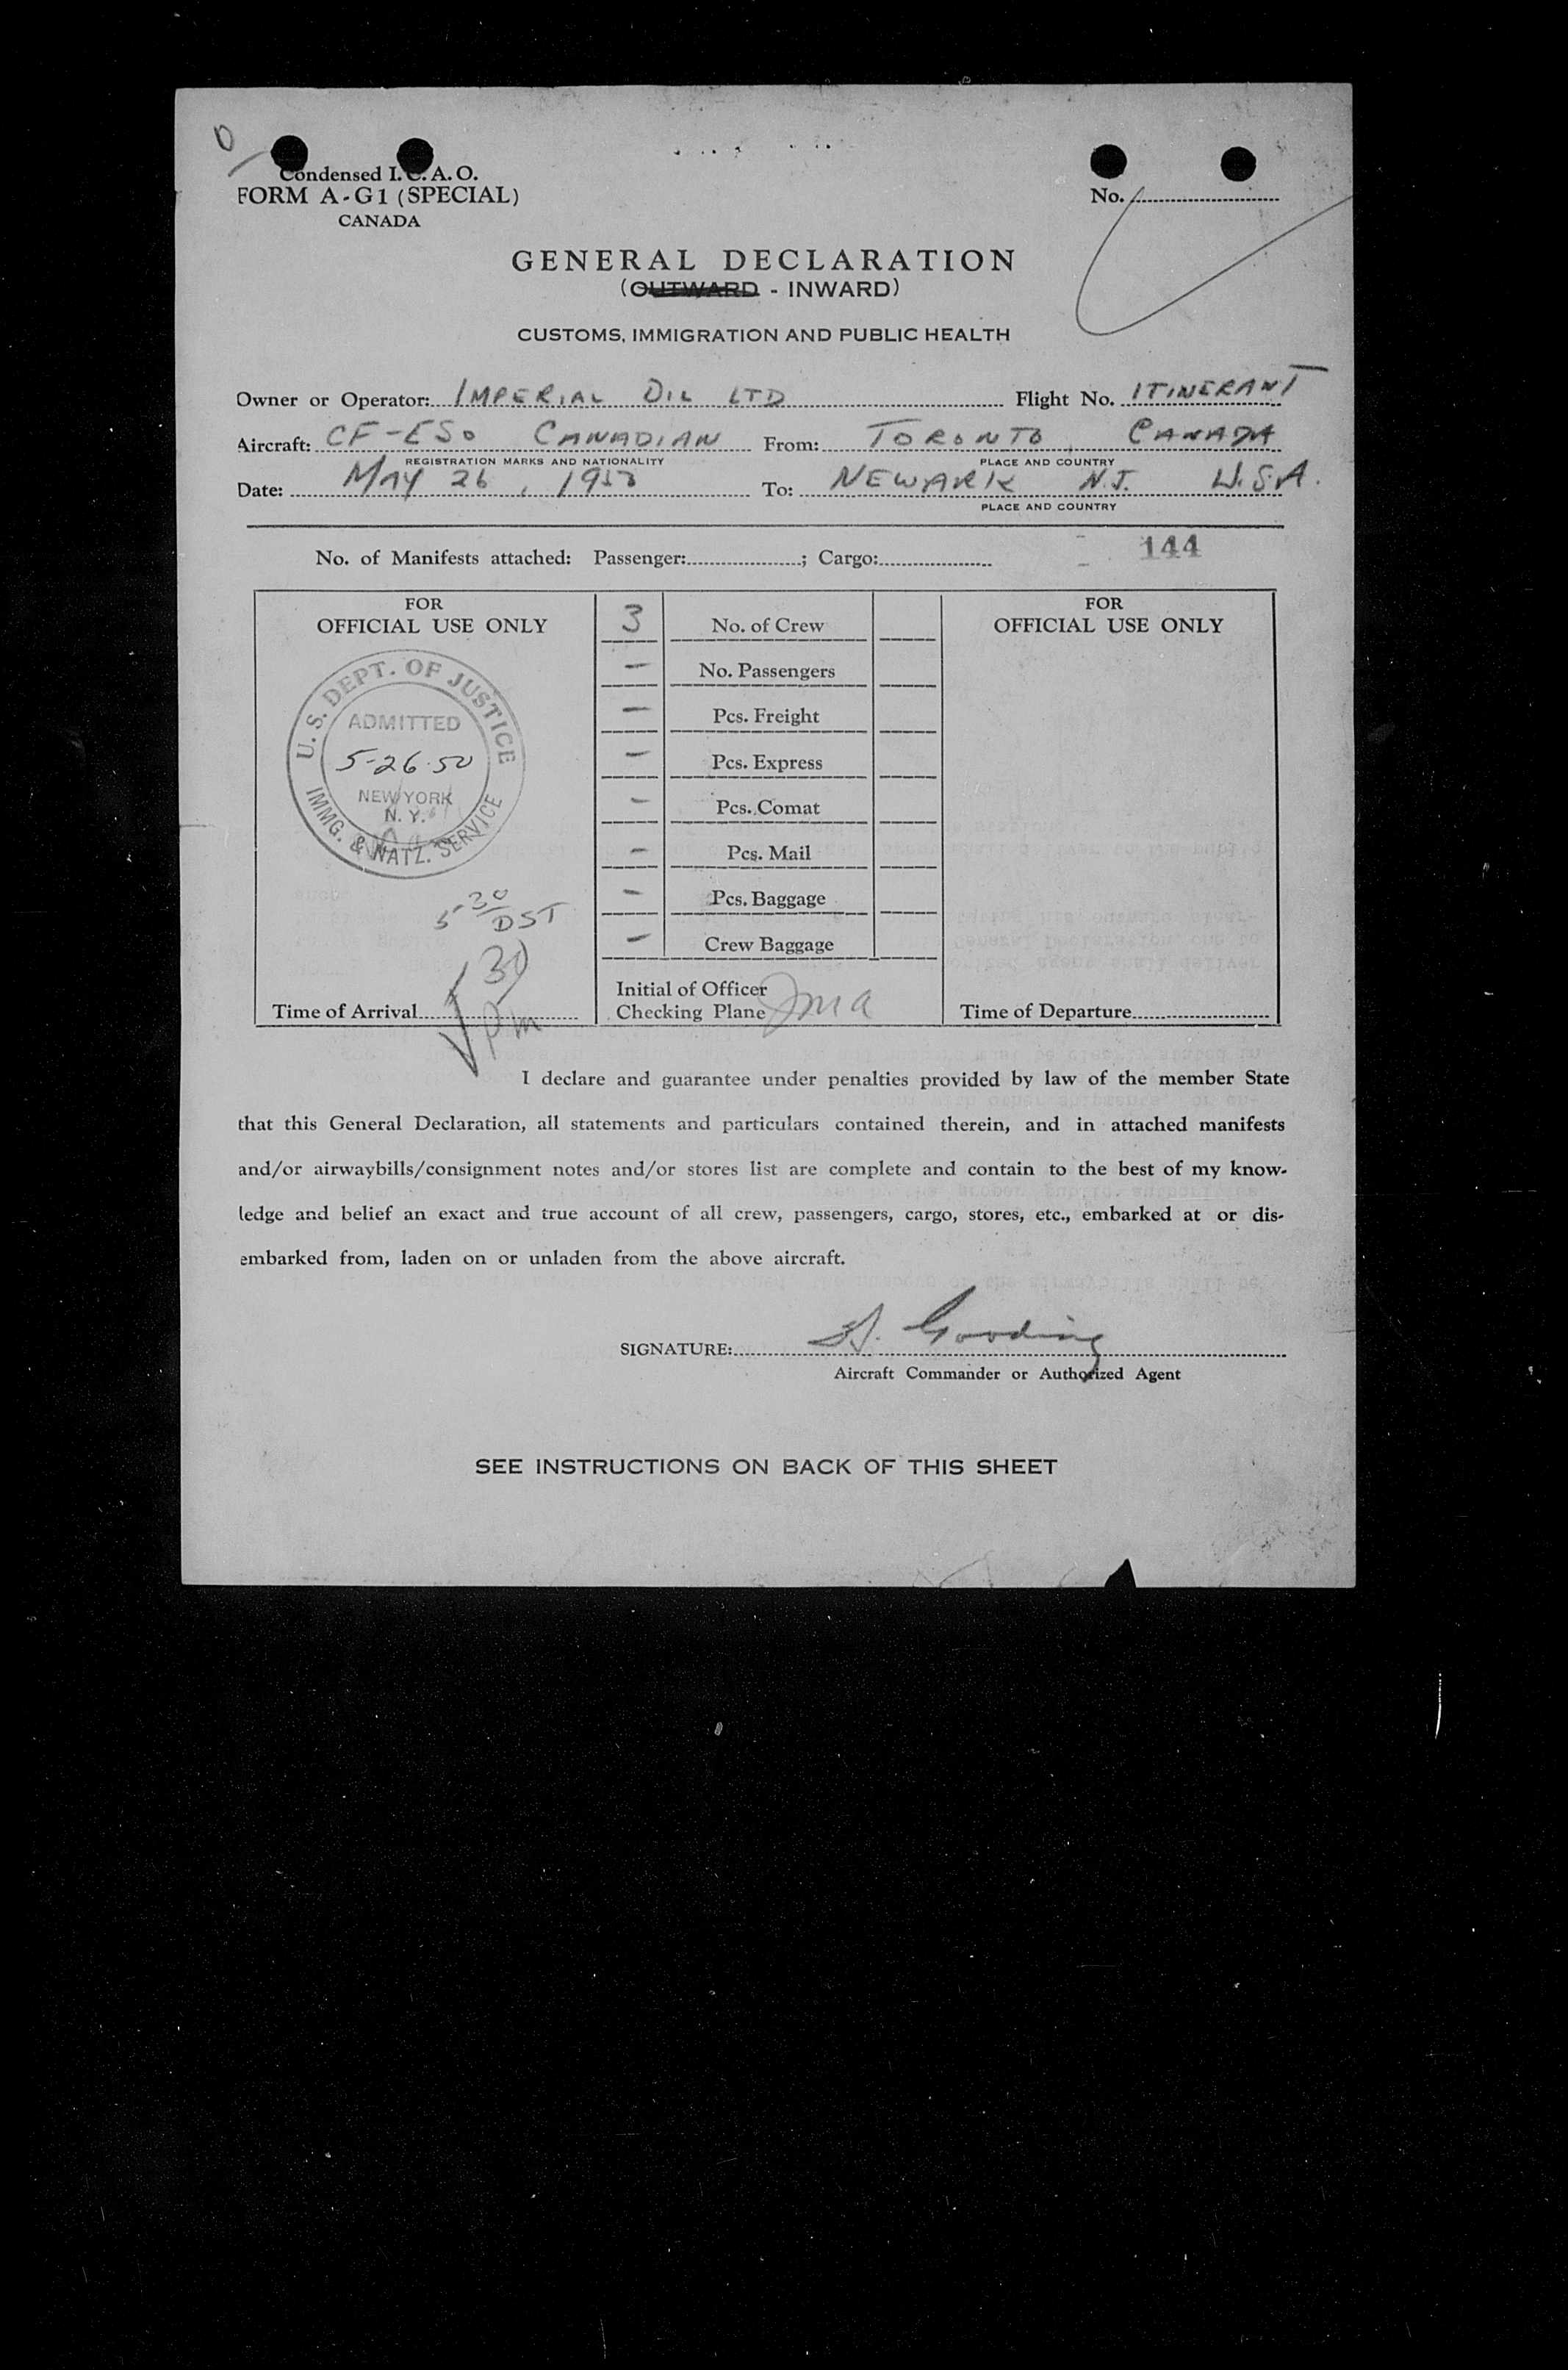 Condensed I. C. A. O.
FORM A-G1 (SPECIAL)
CANADA
No.
GENERAL DECLARATION
(OUTWARD - INWARD)
CUSTOMS, IMMIGRATION AND PUBLIC HEALTH
Owner or Operator: IMPERIAL OIL LTD Flight No. ITINERANT
Aircraft: CF-ESO CANADIAN From: TORONTO, CANADA
REGISTRATION MARKS AND NATIONALITY PLACE AND COUNTRY
Date: MAY 26, 1950 To: NEWARK N.J. U.S.A.
PLACE AND COUNTRY
No. of Manifests attached: Passenger: ; Cargo: 144
FOR
OFFICIAL USE ONLY
U. S. DEPT. OF JUSTICE
ADMITTED
5-26-50
NEW YORK
N. Y.
IMMG. & NATZ. SERVICE
5-30
DST
30
pm
Time of Arrival
3 No. of Crew
— No. Passengers
— Pcs. Freight
— Pcs. Express
— Pcs. Comat
— Pcs. Mail
— Pcs. Baggage
— Crew Baggage
Initial of Officer
Checking Plane
FOR
OFFICIAL USE ONLY
Time of Departure
I declare and guarantee under penalties provided by law of the member State
that this General Declaration, all statements and particulars contained therein, and in attached manifests
and/or airwaybills/consignment notes and/or stores list are complete and contain to the best of my know-
ledge and belief an exact and true account of all crew, passengers, cargo, stores, etc., embarked at or dis-
embarked from, laden on or unladen from the above aircraft.
SIGNATURE: Gooding
Aircraft Commander or Authorized Agent
SEE INSTRUCTIONS ON BACK OF THIS SHEET